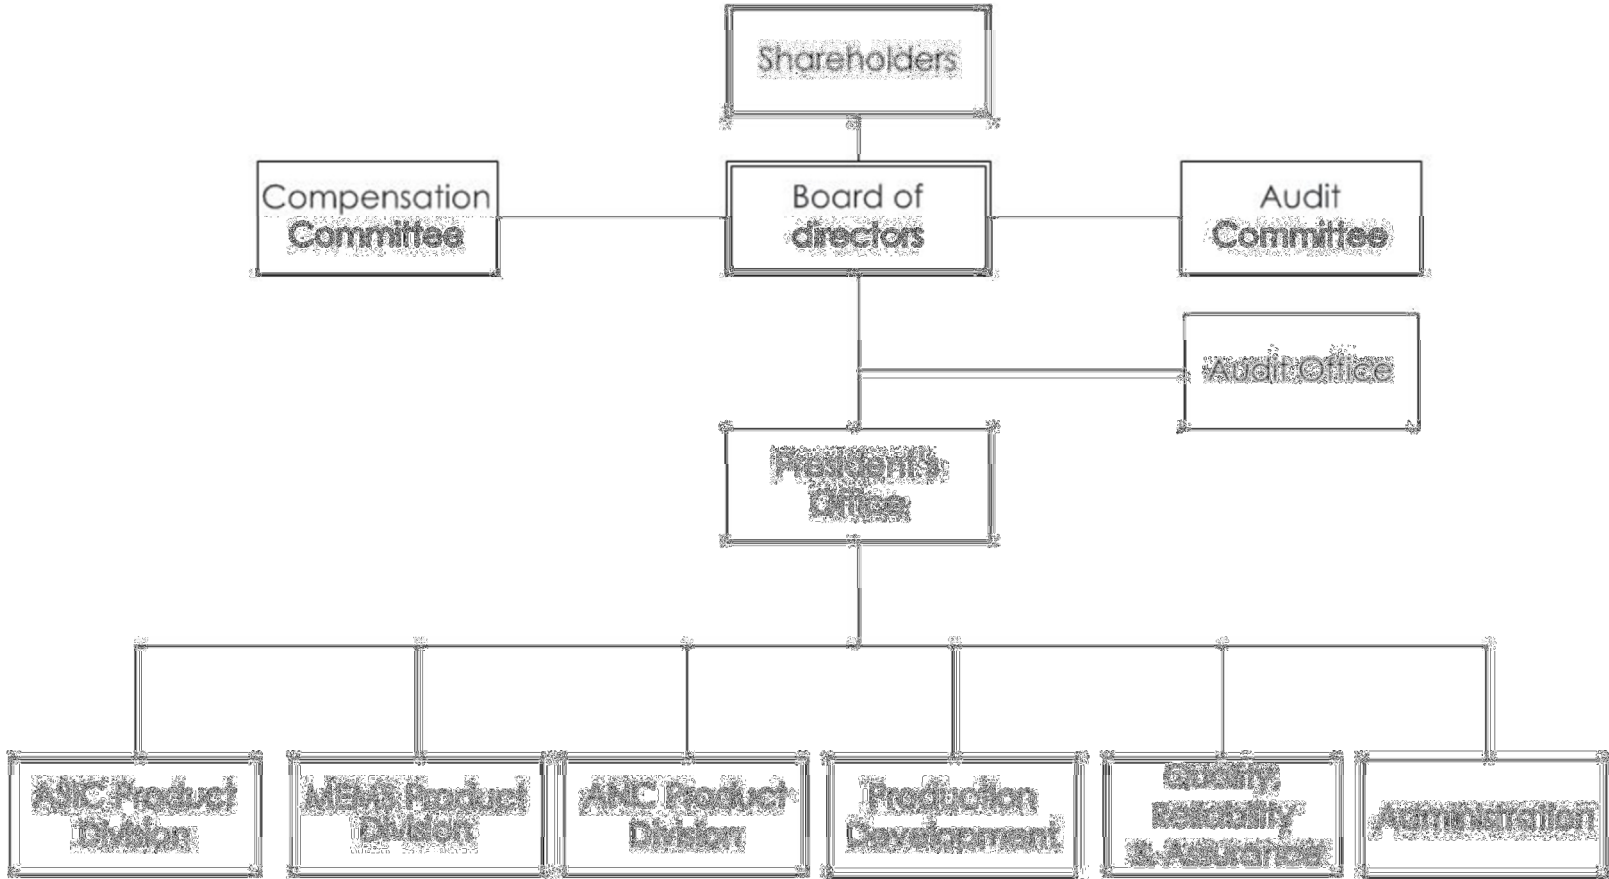 Shareholders
Compensation
Committee
Board of
directors
Audit
Committee
Audit Office
President's
Office
ASIC Product
Division
MEMS Product
Division
ANC Product
Division
Production
Development
Quality,
Reliability
& Assurance
Administration